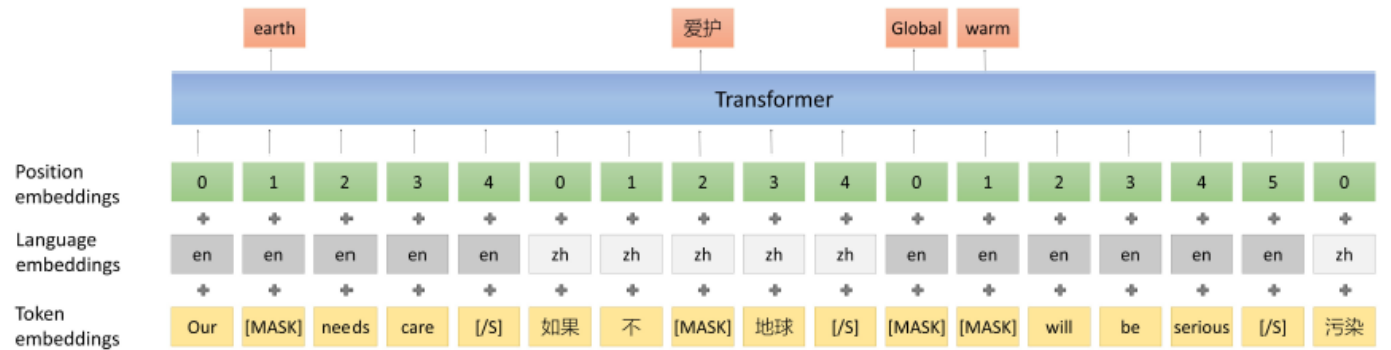 earth 爱护 Global warm
Transformer
Position
embeddings
0 1 2 3 4 0 1 2 3 4 0 1 2 3 4 5 0
Language
embeddings
en en en en en zh zh zh zh zh en en en en en en zh
Token
embeddings
Our [MASK] needs care [/S] 如果 不 [MASK] 地球 [/S] [MASK] [MASK] will be serious [/S] 污染